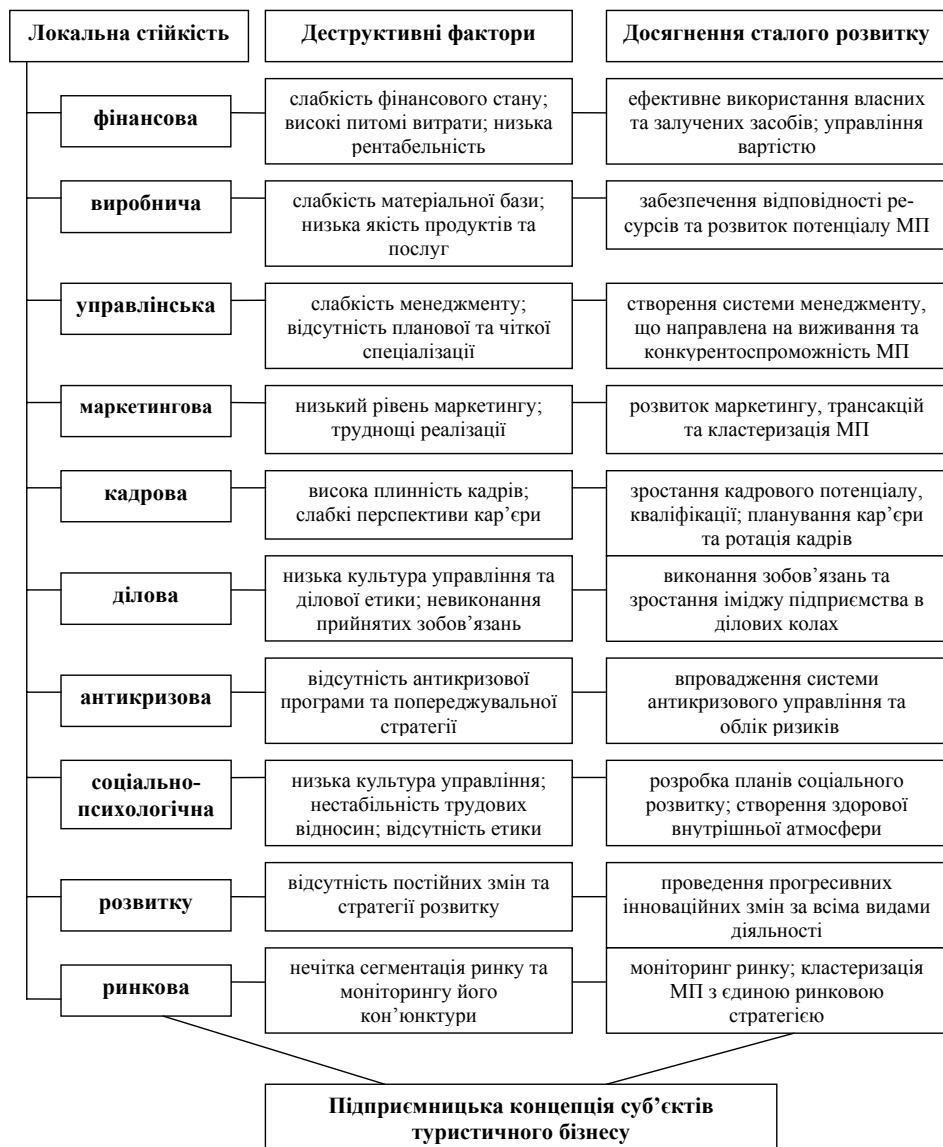 Локальна стійкість
Деструктивні фактори
Досягнення сталого розвитку
фінансова
слабкість фінансового стану;
високі питомі витрати; низька
рентабельність
ефективне використання власних
та залучених засобів; управління
вартістю
виробнича
слабкість матеріальної бази;
низька якість продуктів та
послуг
забезпечення відповідності ре-
сурсів та розвиток потенціалу МП
управлінська
слабкість менеджменту;
відсутність планової та чіткої
спеціалізації
створення системи менеджменту,
що направлена на виживання та
конкурентоспроможність МП
маркетингова
низький рівень маркетингу;
труднощі реалізації
розвиток маркетингу, трансакцій
та кластеризація МП
кадрова
висока плинність кадрів;
слабкі перспективи кар’єри
зростання кадрового потенціалу,
кваліфікації; планування кар’єри
та ротація кадрів
ділова
низька культура управління та
ділової етики; невиконання
прийнятих зобов’язань
виконання зобов’язань та
зростання іміджу підприємства в
ділових колах
антикризова
відсутність антикризової
програми та попереджувальної
стратегії
впровадження системи
антикризового управління та
облік ризиків
соціально-
психологічна
низька культура управління;
нестабільність трудових
відносин; відсутність етики
розробка планів соціального
розвитку; створення здорової
внутрішньої атмосфери
розвитку
відсутність постійних змін та
стратегії розвитку
проведення прогресивних
інноваційних змін за всіма видами
діяльності
ринкова
нечітка сегментація ринку та
моніторингу його
кон’юнктури
моніторинг ринку; кластеризація
МП з єдиною ринковою
стратегією
Підприємницька концепція суб’єктів
туристичного бізнесу